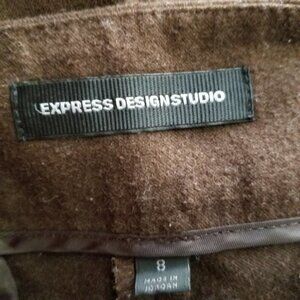 EXPRESS DESIGN STUDIO
8
MADE IN
JORDAN